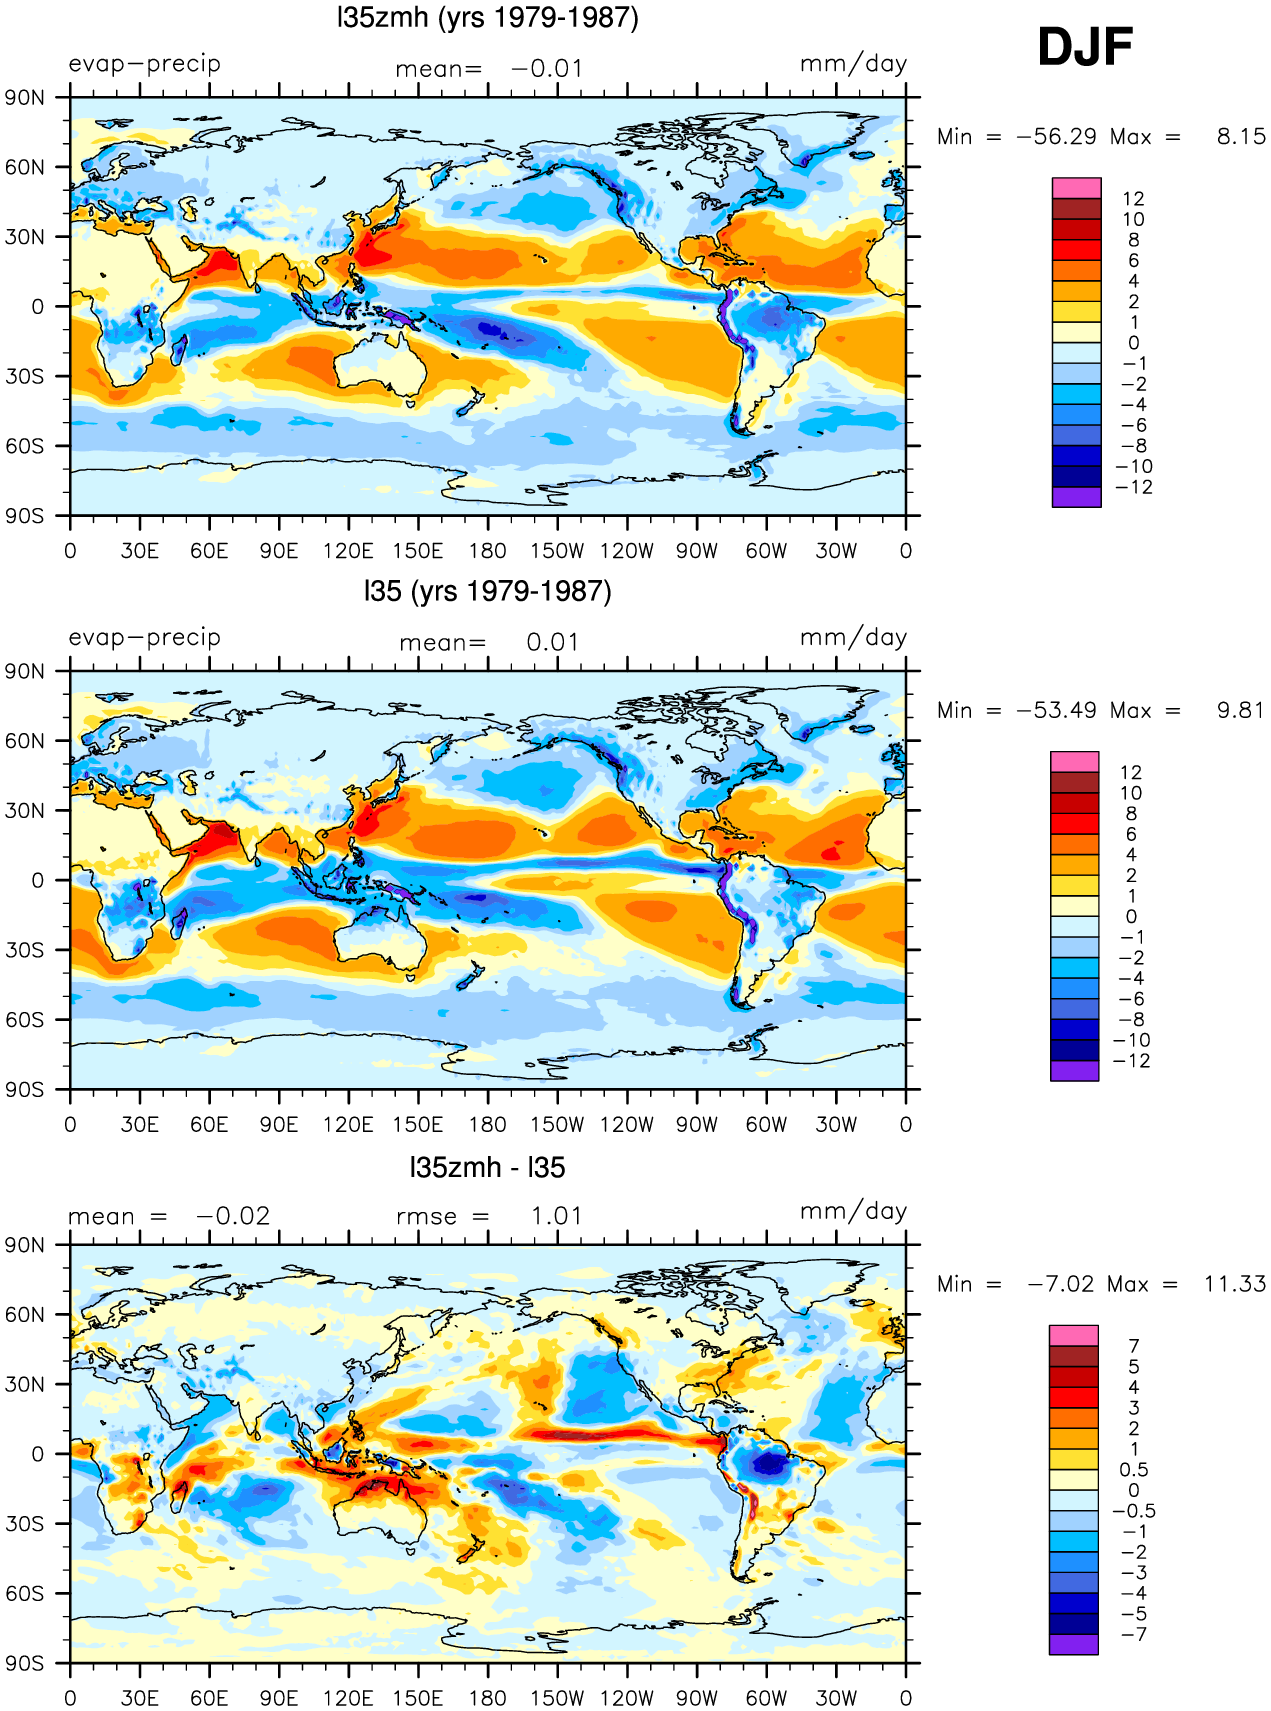 l35zmh (yrs 1979-1987)
DJF
evap-precip mean= -0.01 mm/day
Min = -56.29 Max = 8.15
90N
60N
30N
0
30S
60S
90S
0 30E 60E 90E 120E 150E 180 150W 120W 90W 60W 30W 0
12
10
8
6
4
2
1
0
-1
-2
-4
-6
-8
-10
-12
l35 (yrs 1979-1987)
evap-precip mean= 0.01 mm/day
Min = -53.49 Max = 9.81
90N
60N
30N
0
30S
60S
90S
0 30E 60E 90E 120E 150E 180 150W 120W 90W 60W 30W 0
12
10
8
6
4
2
1
0
-1
-2
-4
-6
-8
-10
-12
l35zmh - l35
mean = -0.02 rmse = 1.01 mm/day
Min = -7.02 Max = 11.33
90N
60N
30N
0
30S
60S
90S
0 30E 60E 90E 120E 150E 180 150W 120W 90W 60W 30W 0
7
5
4
3
2
1
0.5
0
-0.5
-1
-2
-3
-4
-5
-7